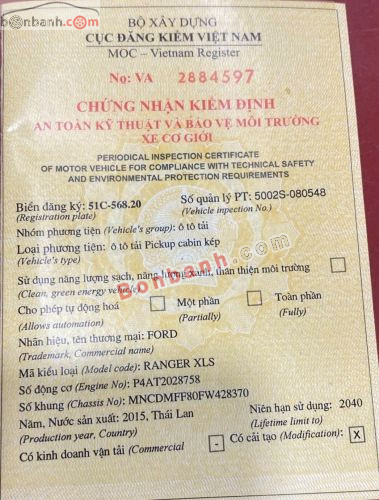 bonbanh.com
BỘ XÂY DỰNG
CỤC ĐĂNG KIỂM VIỆT NAM
MOC – Vietnam Register
No: VA 2884597
CHỨNG NHẬN KIỂM ĐỊNH
AN TOÀN KỸ THUẬT VÀ BẢO VỆ MÔI TRƯỜNG
XE CƠ GIỚI
PERIODICAL INSPECTION CERTIFICATE
OF MOTOR VEHICLE FOR COMPLIANCE WITH TECHNICAL SAFETY
AND ENVIRONMENTAL PROTECTION REQUIREMENTS
Biển đăng ký: 51C-568.20 Số quản lý PT: 5002S-080548
(Registration plate) (Vehicle inpection No.)
Nhóm phương tiện (Vehicle's group): ô tô tải
Loại phương tiện: ô tô tải Pickup cabin kép
(Vehicle's type)
Sử dụng năng lượng sạch, năng lượng xanh, thân thiện môi trường
(Clean, green energy vehicle)
Bonbanh.com
Cho phép tự động hoá Một phần Toàn phần
(Allows automation) (Partially) (Fully)
Nhãn hiệu, tên thương mại: FORD
(Trademark, Commercial name)
Mã kiểu loại (Model code): RANGER XLS
Số động cơ (Engine No): P4AT2028758
Số khung (Chassis No): MNCDMFF80FW428370
Năm, Nước sản xuất: 2015, Thái Lan Niên hạn sử dụng: 2040
(Production year, Country) (Lifetime limit to)
Có kinh doanh vận tải (Commercial - Có cải tạo (Modification): X